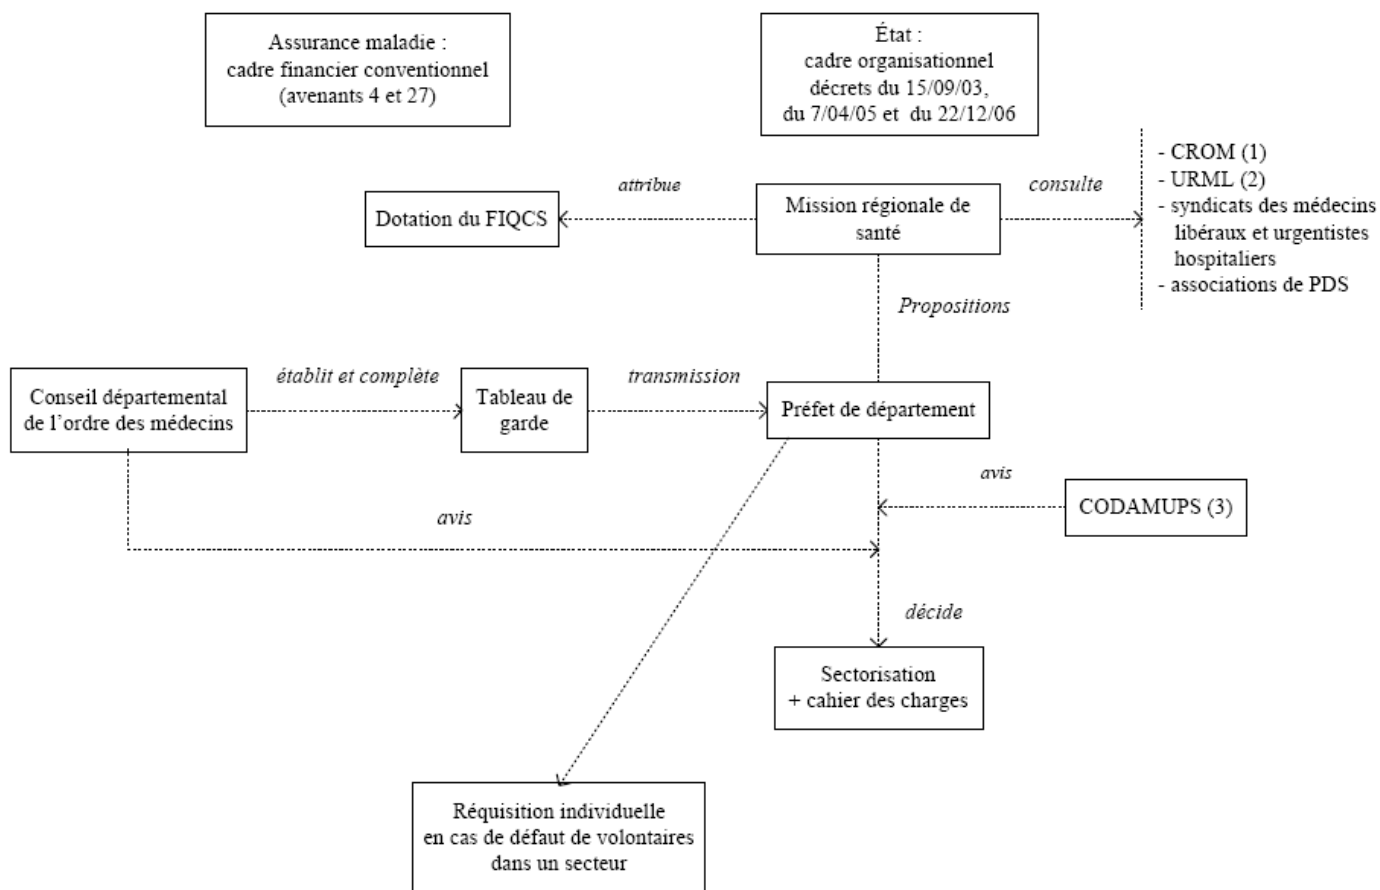 Assurance maladie :
cadre financier conventionnel
(avenants 4 et 27)
État :
cadre organisationnel
décrets du 15/09/03,
du 7/04/05 et du 22/12/06
Dotation du FIQCS
attribue
Mission régionale de
santé
consulte
- CROM (1)
- URML (2)
- syndicats des médecins
libéraux et urgentistes
hospitaliers
- associations de PDS
Propositions
Conseil départemental
de l'ordre des médecins
établit et complète
Tableau de
garde
transmission
Préfet de département
avis
CODAMUPS (3)
avis
décide
Sectorisation
+ cahier des charges
Réquisition individuelle
en cas de défaut de volontaires
dans un secteur